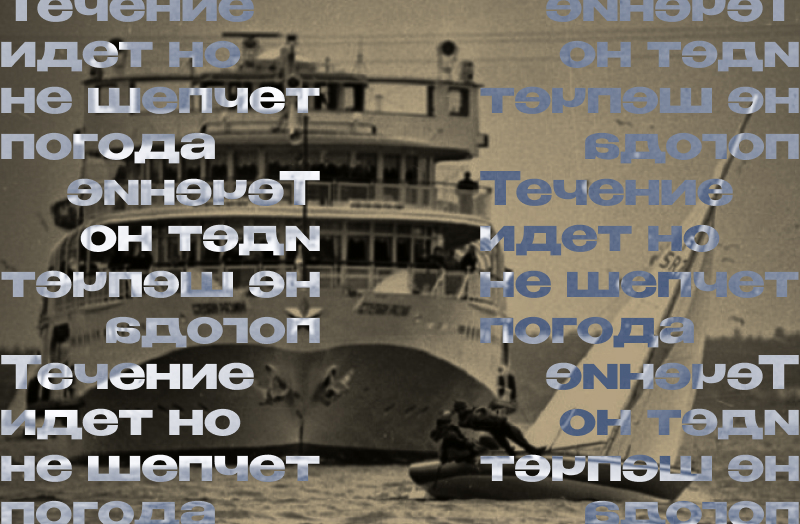 Течение
идет но
не шепчет
погода
Течение
идет но
не шепчет
погода
Течение
идет но
не шепчет
погода
Течение
идет но
не шепчет
погода
Течение
идет но
не шепчет
погода
Течение
идет но
не шепчет
погода